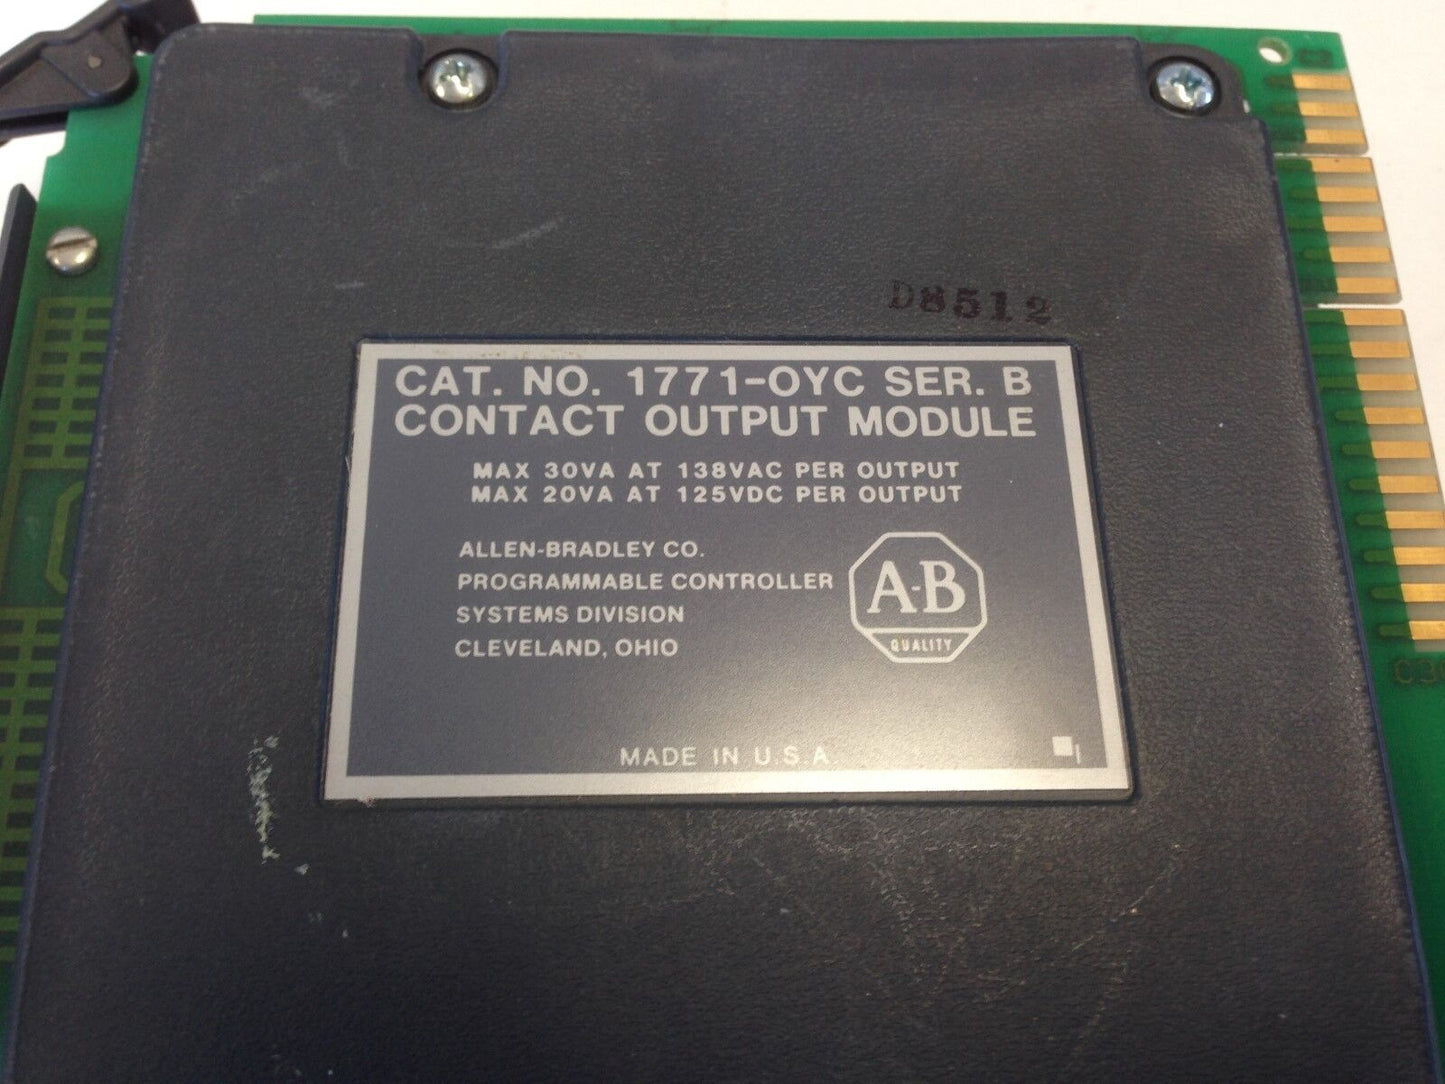 D8512
CAT. NO. 1771-OYC SER. B
CONTACT OUTPUT MODULE
MAX 30VA AT 138VAC PER OUTPUT
MAX 20VA AT 125VDC PER OUTPUT
ALLEN-BRADLEY CO.
PROGRAMMABLE CONTROLLER
SYSTEMS DIVISION
CLEVELAND, OHIO
A-B
QUALITY
MADE IN U.S.A.